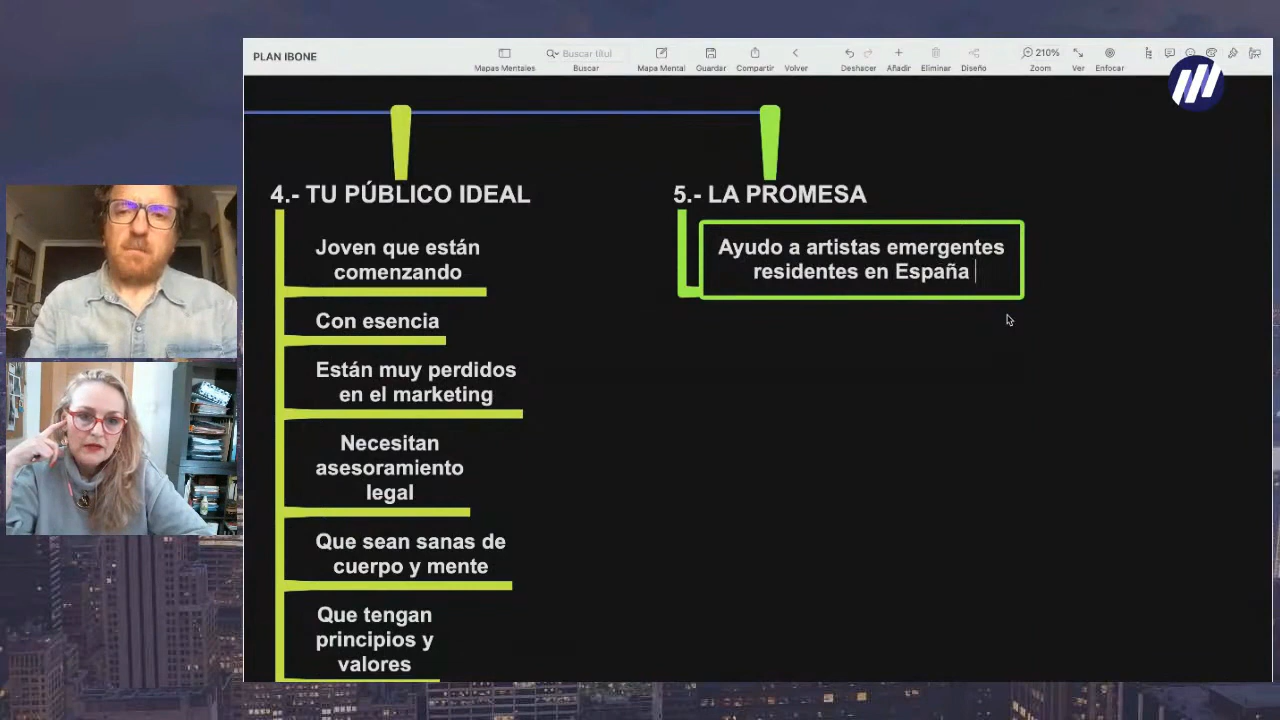 PLAN IBONE
Mapas Mentales
Buscar títul
Buscar
Mapa Mental
Guardar
Compartir
Volver
Deshacer
Añadir
Eliminar
Diseño
210%
Zoom
Ver
Enfocar
4.- TU PÚBLICO IDEAL
Joven que están
comenzando
Con esencia
Están muy perdidos
en el marketing
Necesitan
asesoramiento
legal
Que sean sanas de
cuerpo y mente
Que tengan
principios y
valores
5.- LA PROMESA
Ayudo a artistas emergentes
residentes en España